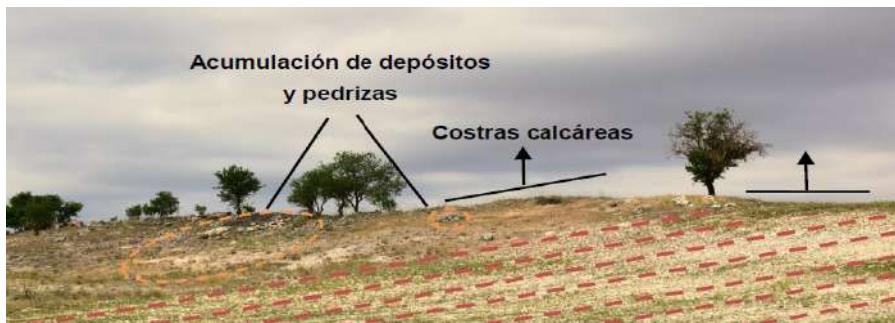 Acumulación de depósitos
y pedrizas
Costras calcáreas